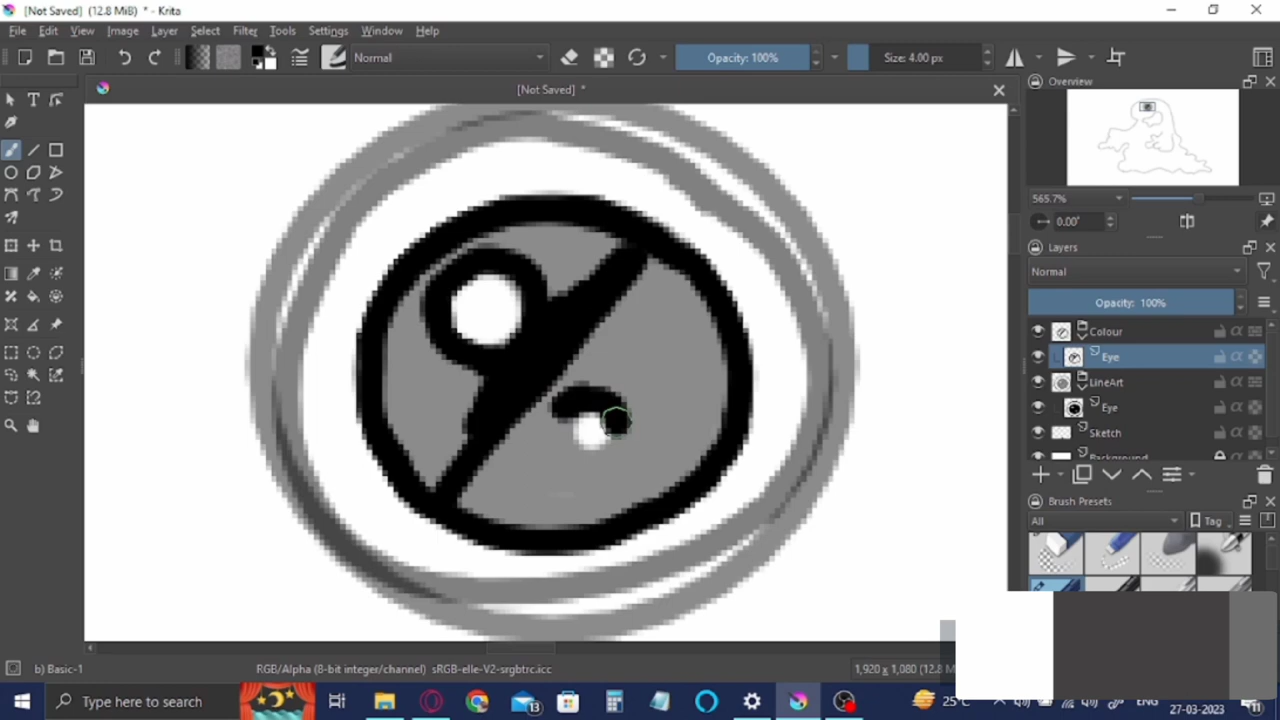 [Not Saved] (12.8 MiB) * - Krita
File Edit View Image Layer Select Filter Tools Settings Window Help
Normal
Opacity: 100%
Size: 4.00 px
[Not Saved] *
Overview
565.7%
0.00°
Layers
Normal
Opacity: 100%
Colour
Eye
LineArt
Eye
Sketch
Background
Brush Presets
All
Tag
b) Basic-1
RGB/Alpha (8-bit integer/channel) sRGB-elle-V2-srgbtrc.icc
1,920 x 1,080 (12.8 M
Type here to search
13
25°C
ENG
27-03-2023
11